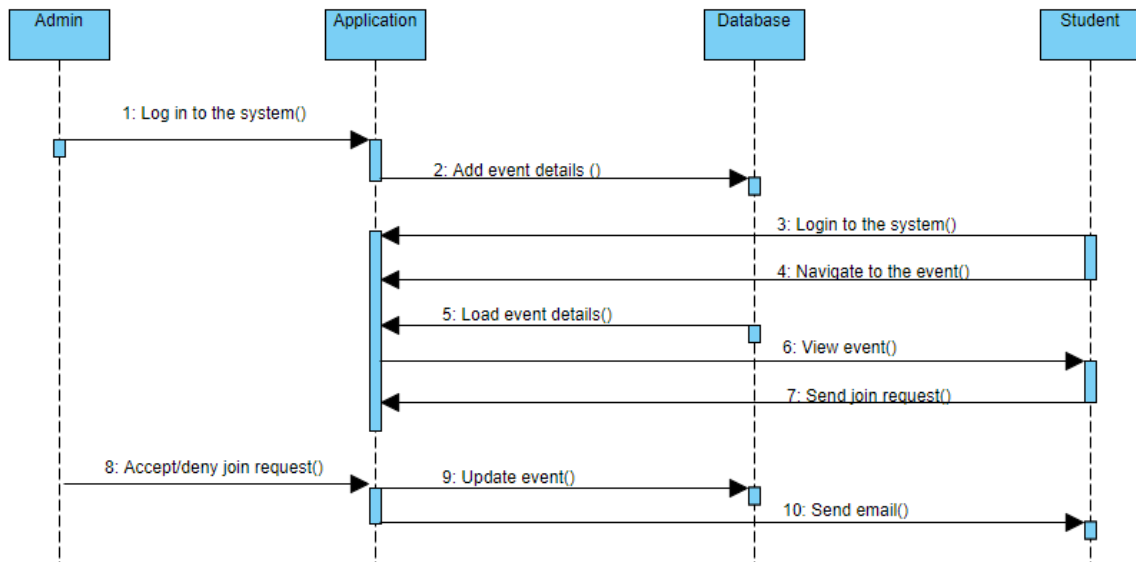 Admin
Application
Database
Student
1: Log in to the system()
2: Add event details ()
3: Login to the system()
4: Navigate to the event()
5: Load event details()
6: View event()
7: Send join request()
8: Accept/deny join request()
9: Update event()
10: Send email()